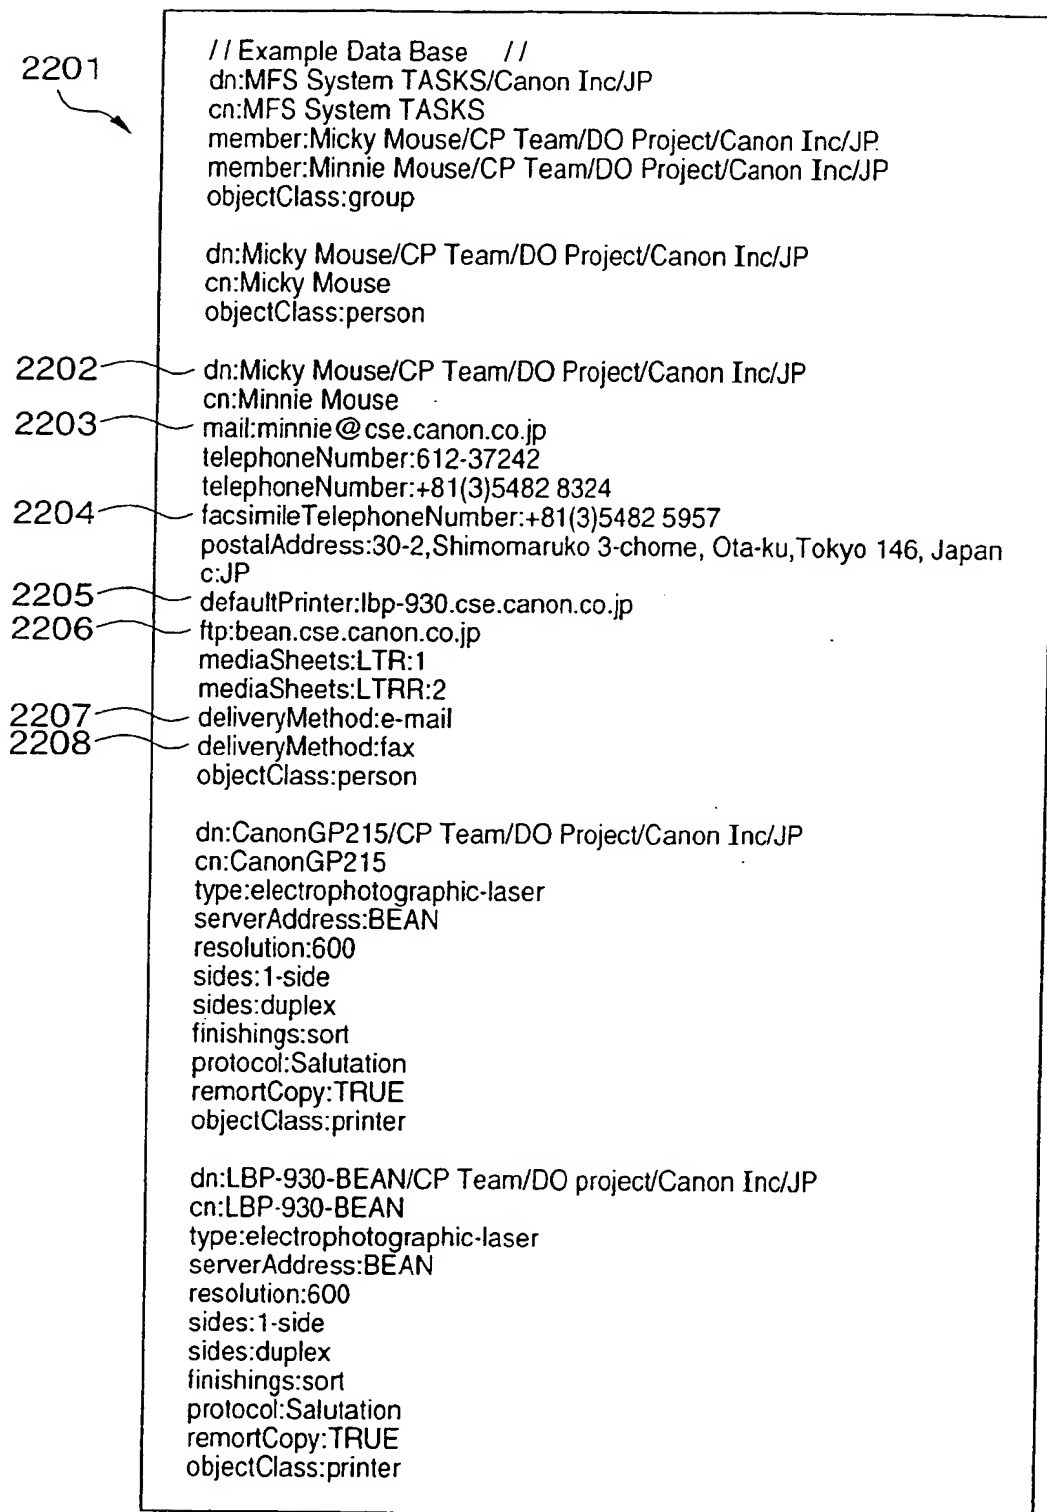 2201
// Example Data Base //
dn:MFS System TASKS/Canon Inc/JP
cn:MFS System TASKS
member:Micky Mouse/CP Team/DO Project/Canon Inc/JP
member:Minnie Mouse/CP Team/DO Project/Canon Inc/JP
objectClass:group

dn:Micky Mouse/CP Team/DO Project/Canon Inc/JP
cn:Micky Mouse
objectClass:person

2202 dn:Micky Mouse/CP Team/DO Project/Canon Inc/JP
cn:Minnie Mouse
2203 mail:minnie@cse.canon.co.jp
telephoneNumber:612-37242
telephoneNumber:+81(3)5482 8324
2204 facsimileTelephoneNumber:+81(3)5482 5957
postalAddress:30-2,Shimomaruko 3-chome, Ota-ku,Tokyo 146, Japan
c:JP
2205 defaultPrinter:lbp-930.cse.canon.co.jp
2206 ftp:bean.cse.canon.co.jp
mediaSheets:LTR:1
mediaSheets:LTRR:2
2207 deliveryMethod:e-mail
2208 deliveryMethod:fax
objectClass:person

dn:CanonGP215/CP Team/DO Project/Canon Inc/JP
cn:CanonGP215
type:electrophotographic-laser
serverAddress:BEAN
resolution:600
sides:1-side
sides:duplex
finishings:sort
protocol:Salutation
remortCopy:TRUE
objectClass:printer

dn:LBP-930-BEAN/CP Team/DO project/Canon Inc/JP
cn:LBP-930-BEAN
type:electrophotographic-laser
serverAddress:BEAN
resolution:600
sides:1-side
sides:duplex
finishings:sort
protocol:Salutation
remortCopy:TRUE
objectClass:printer